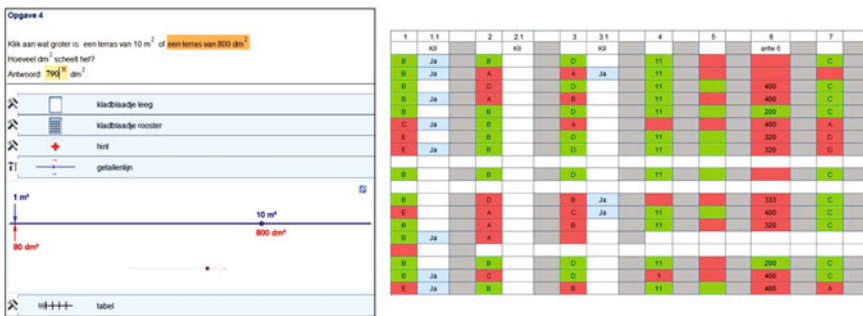 Opgave 4
Klik aan wat groter is: een terras van 10 m² of een terras van 800 dm²
Hoeveel dm² scheelt het?
Antwoord: 790 dm²
kladblaadje leeg
kladblaadje rooster
hint
getallenlijn
1 m² 10 m²
80 dm² 800 dm²
tabel
1 1.1 2 2.1 3 3.1 4 5 6 7
Kll Kll Kll antw 6
B Ja B D 11 C
B Ja A A Ja 11
B D D 11 400 C
B Ja A B 11 400 C
B B D 11 200 C
C Ja B A 400 A
E B D 11 320 D
E Ja B D 11 320 D
B B D 11 C
B D B Ja 333 C
E A C Ja 11 400 C
B A B 11 320 C
B Ja A
B B D 11 200 C
B Ja C D 1 400 C
E Ja B B 11 400 A